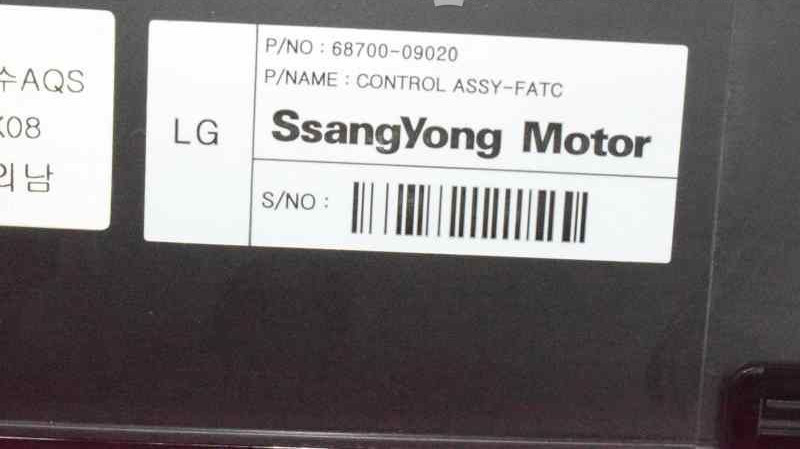 수AQS
K08
의남
LG
P/NO : 68700-09020
P/NAME : CONTROL ASSY-FATC
SsangYong Motor
S/NO :